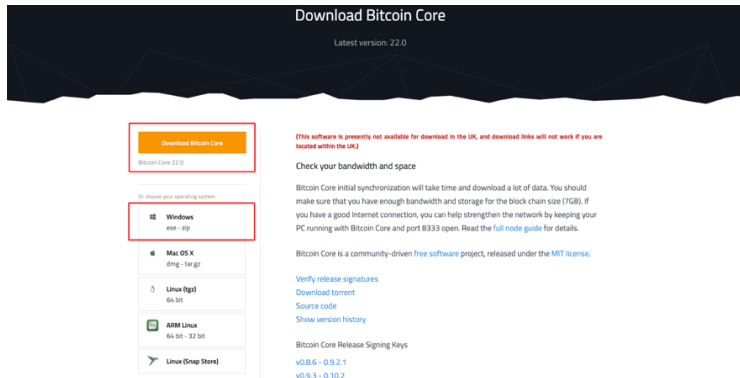 Download Bitcoin Core
Latest version: 22.0
Download Bitcoin Core
Bitcoin Core 22.0
Or choose your operating system
Windows
exe - zip
Mac OS X
dmg - tar.gz
Linux (tgz)
64 bit
ARM Linux
64 bit - 32 bit
Linux (Snap Store)
(This software is presently not available for download in the UK, and download links will not work if you are
located within the UK.)
Check your bandwidth and space
Bitcoin Core initial synchronization will take time and download a lot of data. You should
make sure that you have enough bandwidth and storage for the block chain size (7GB). If
you have a good Internet connection, you can help strengthen the network by keeping your
PC running with Bitcoin Core and port 8333 open. Read the full node guide for details.
Bitcoin Core is a community-driven free software project, released under the MIT license.
Verify release signatures
Download torrent
Source code
Show version history
Bitcoin Core Release Signing Keys
v0.8.6 - 0.9.2.1
v0.9.3 - 0.10.2